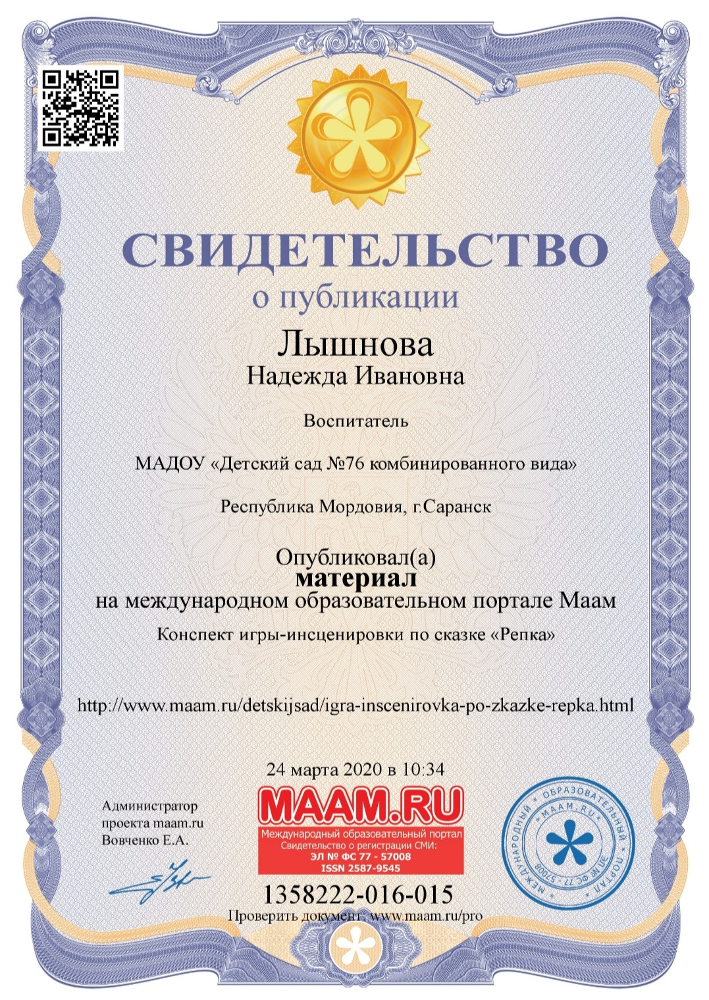 СВИДЕТЕЛЬСТВО
о публикации
Лышнова
Надежда Ивановна
Воспитатель
МАДОУ «Детский сад №76 комбинированного вида»
Республика Мордовия, г.Саранск
Опубликовал(а)
материал
на международном образовательном портале Маам
Конспект игры-инсценировки по сказке «Репка»
http://www.maam.ru/detskijsad/igra-inscenirovka-po-zkazke-repka.html
24 марта 2020 в 10:34
Администратор
проекта maam.ru
Вовченко Е.А.
MAAM.RU
Международный образовательный портал
Свидетельство о регистрации СМИ:
ЭЛ № ФС 77 - 57008
ISSN 2587-9545
1358222-016-015
Проверить документ: www.maam.ru/pro
* МЕЖДУНАРОДНЫЙ * ОБРАЗОВАТЕЛЬНЫЙ * ПОРТАЛ *
* MAAM.RU *
ЭЛ № ФС 77 - 57008